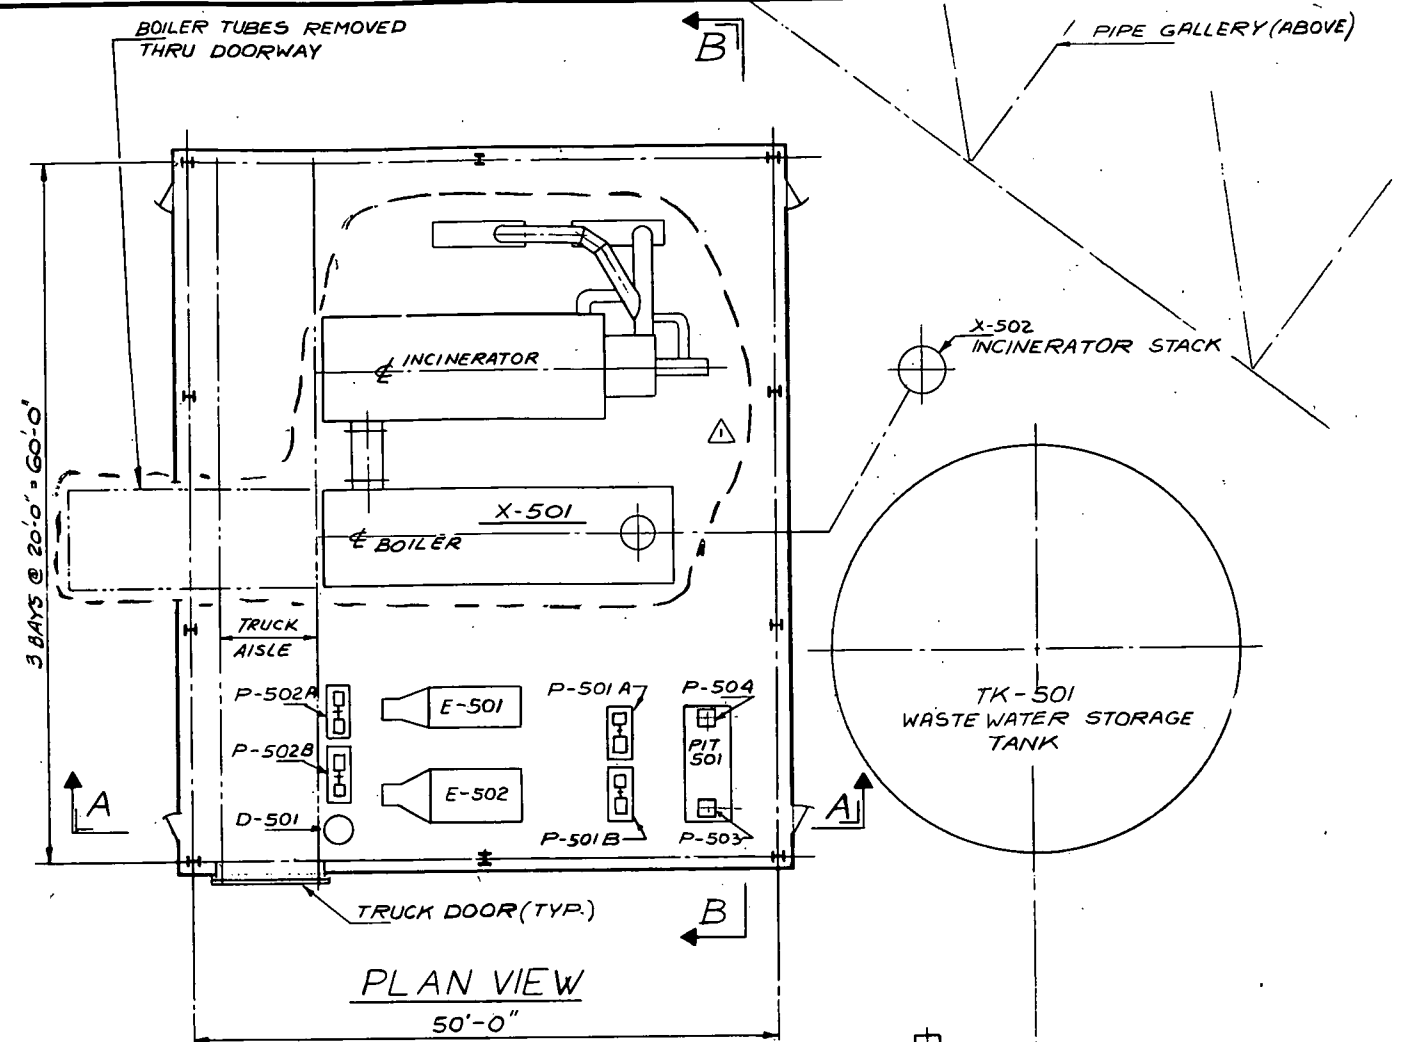 BOILER TUBES REMOVED
THRU DOORWAY
B
1 PIPE GALLERY (ABOVE)
X-502
INCINERATOR STACK
℄ INCINERATOR
1
3 BAYS @ 20'-0" = 60'-0"
X-501
℄ BOILER
TRUCK
AISLE
P-502A
E-501
P-501A
P-504
TK-501
WASTE WATER STORAGE
TANK
P-502B
PIT
501
E-502
A
A
D-501
P-501B
P-503
TRUCK DOOR (TYP.)
B
PLAN VIEW
50'-0"